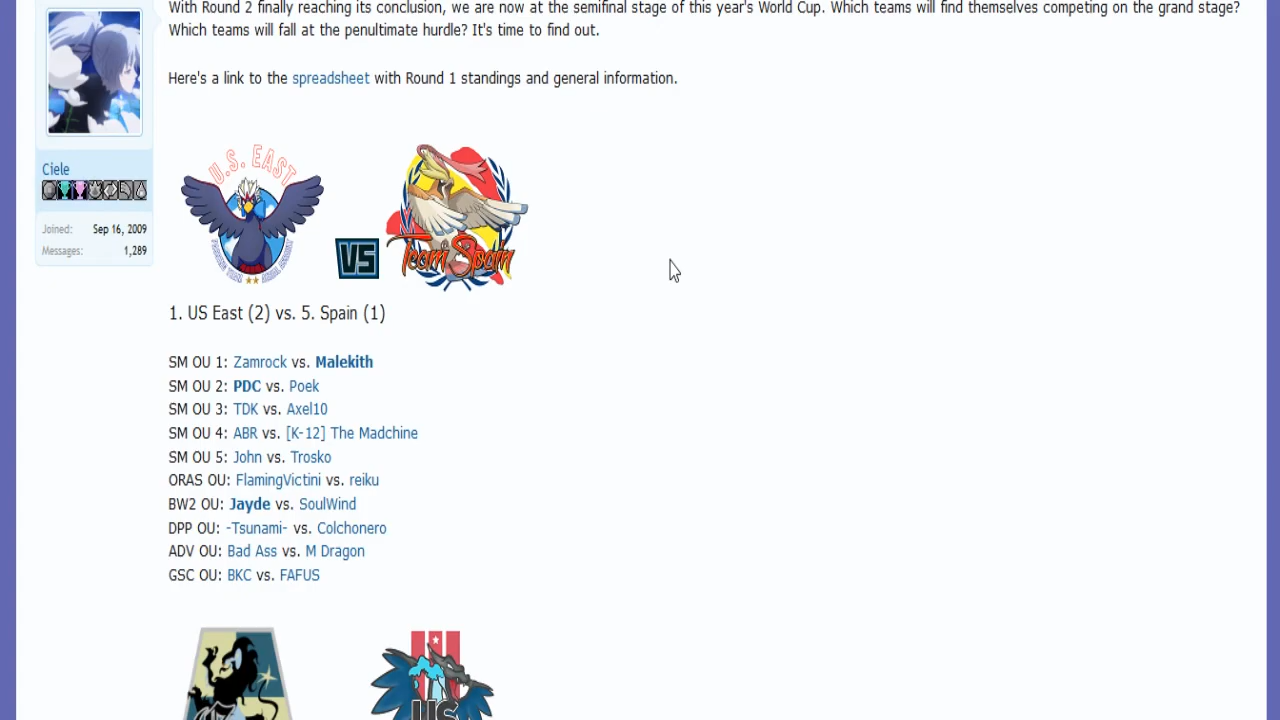 With Round 2 finally reaching its conclusion, we are now at the semifinal stage of this year's World Cup. Which teams will find themselves competing on the grand stage?
Which teams will fall at the penultimate hurdle? It's time to find out.
Here's a link to the spreadsheet with Round 1 standings and general information.
Ciele
Joined: Sep 16, 2009
Messages: 1,289
U.S. EAST
VS
Team Spain
1. US East (2) vs. 5. Spain (1)
SM OU 1: Zamrock vs. Malekith
SM OU 2: PDC vs. Poek
SM OU 3: TDK vs. Axel10
SM OU 4: ABR vs. [K-12] The Madchine
SM OU 5: John vs. Trosko
ORAS OU: FlamingVictini vs. reiku
BW2 OU: Jayde vs. SoulWind
DPP OU: -Tsunami- vs. Colchonero
ADV OU: Bad Ass vs. M Dragon
GSC OU: BKC vs. FAFUS
US